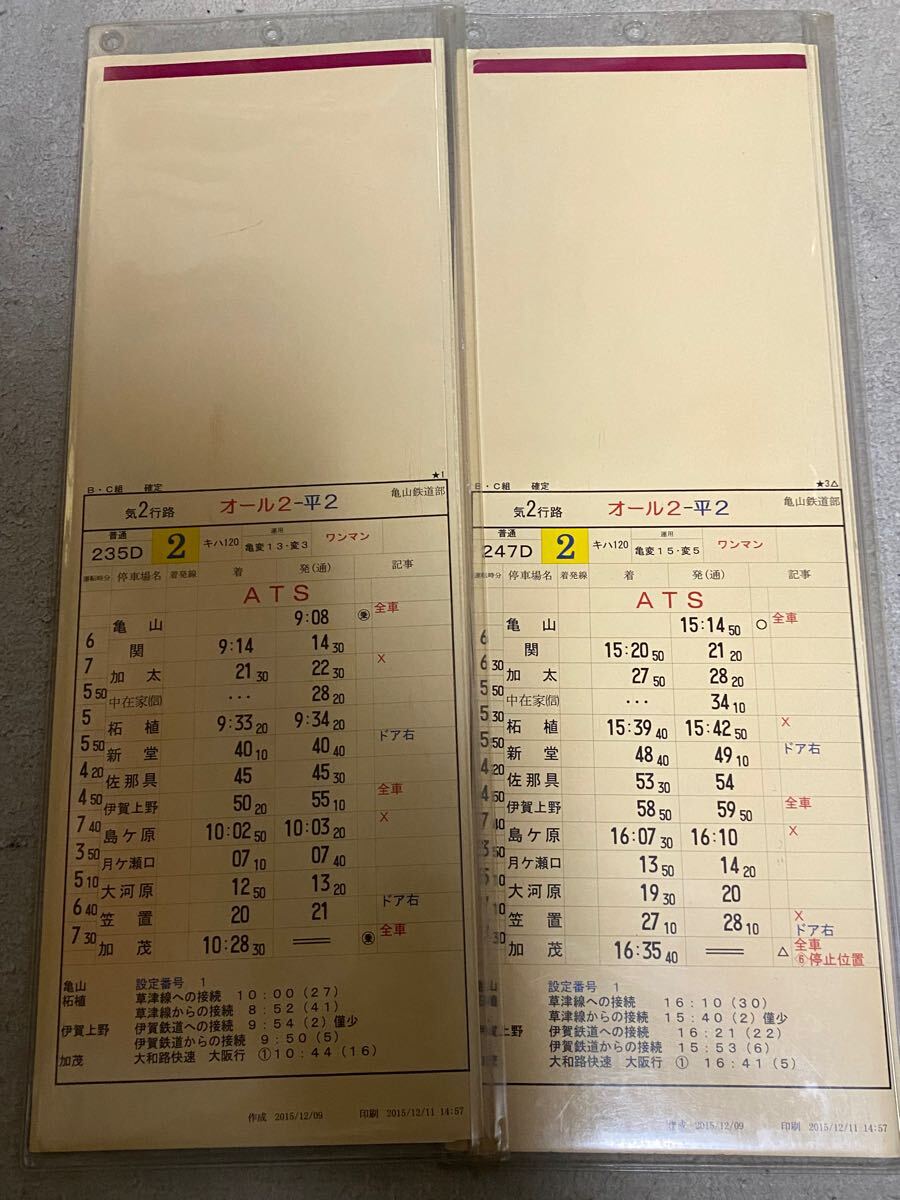 ★1
B・C組 確定
亀山鉄道部
気2行路 オール2-平2
普通 235D 2 キハ120 運用 亀変13・変3 ワンマン
運転時分 停車場名 着発線 着 発(通) 記事
ATS
亀山 9:08 ㊝ 全車
6
関 9:14 14 30
7 X
加太 21 30 22 30
5 50
中在家(信) ... 28 20
5
柘植 9:33 20 9:34 20
5 50 ドア右
新堂 40 10 40 40
4 20
佐那具 45 45 30
4 50 全車
伊賀上野 50 20 55 10
7 40 X
島ケ原 10:02 50 10:03 20
3 50
月ケ瀬口 07 10 07 40
5 10
大河原 12 50 13 20
6 40 ドア右
笠置 20 21
7 30 全車
加茂 10:28 30 ══
亀山 設定番号 1
柘植 草津線への接続 10:00(27)
草津線からの接続 8:52(41)
伊賀上野 伊賀鉄道への接続 9:54(2)僅少
伊賀鉄道からの接続 9:50(5)
加茂 大和路快速 大阪行 ①10:44(16)
作成 2015/12/09 印刷 2015/12/11 14:57
★3△
B・C組 確定
亀山鉄道部
気2行路 オール2-平2
普通 247D 2 キハ120 運用 亀変15・変5 ワンマン
運転時分 停車場名 着発線 着 発(通) 記事
ATS
亀山 15:14 50 ○ 全車
6
関 15:20 50 21 20
6 30
加太 27 50 28 20
5 50
中在家(信) ... 34 10
5 30
柘植 15:39 40 15:42 50 X
5 50 ドア右
新堂 48 40 49 10
4 20
佐那具 53 30 54
4 50
伊賀上野 58 50 59 50 全車
7 40
島ケ原 16:07 30 16:10 X
3 50
月ケ瀬口 13 50 14 20
10
大河原 19 30 20
10
笠置 27 10 28 10 X
ドア右
30
加茂 16:35 40 ══ △ 全車
⑥停止位置
亀山 設定番号 1
柘植 草津線への接続 16:10(30)
草津線からの接続 15:40(2)僅少
上野 伊賀鉄道への接続 16:21(22)
伊賀鉄道からの接続 15:53(6)
加茂 大和路快速 大阪行 ① 16:41(5)
作成 2015/12/09 印刷 2015/12/11 14:57